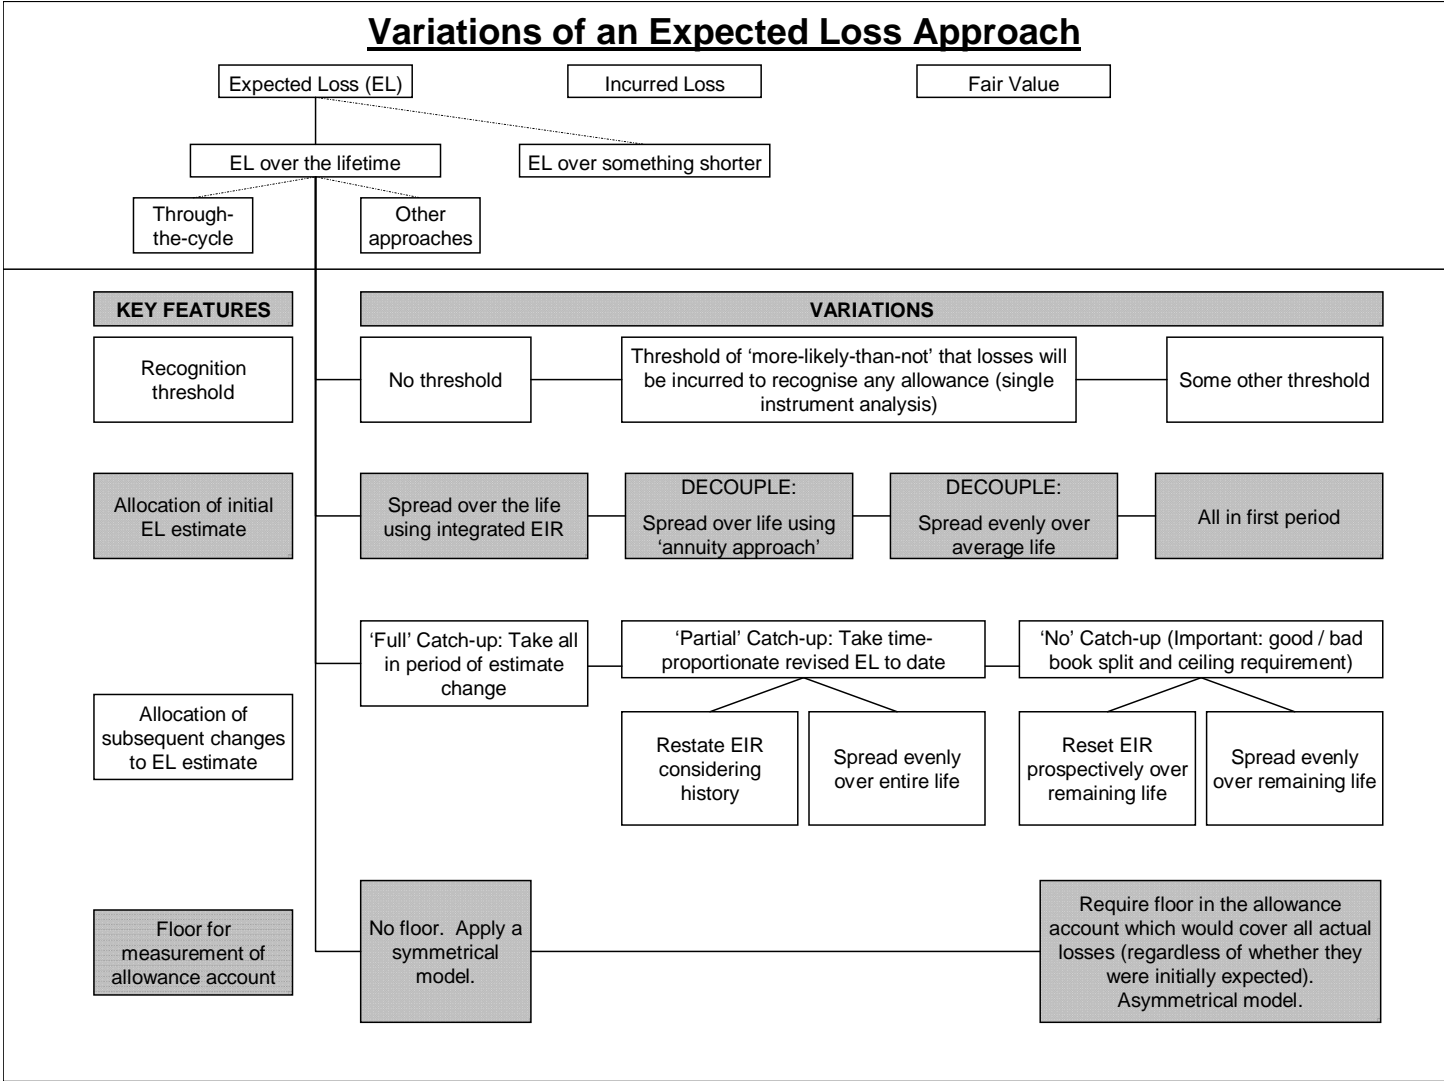 Variations of an Expected Loss Approach
Expected Loss (EL)
Incurred Loss
Fair Value
EL over the lifetime
EL over something shorter
Through-
the-cycle
Other
approaches
KEY FEATURES
VARIATIONS
Recognition
threshold
No threshold
Threshold of ‘more-likely-than-not’ that losses will
be incurred to recognise any allowance (single
instrument analysis)
Some other threshold
Allocation of initial
EL estimate
Spread over the life
using integrated EIR
DECOUPLE:
Spread over life using
‘annuity approach’
DECOUPLE:
Spread evenly over
average life
All in first period
Allocation of
subsequent changes
to EL estimate
‘Full’ Catch-up: Take all
in period of estimate
change
‘Partial’ Catch-up: Take time-
proportionate revised EL to date
‘No’ Catch-up (Important: good / bad
book split and ceiling requirement)
Restate EIR
considering
history
Spread evenly
over entire life
Reset EIR
prospectively over
remaining life
Spread evenly
over remaining life
Floor for
measurement of
allowance account
No floor.  Apply a
symmetrical
model.
Require floor in the allowance
account which would cover all actual
losses (regardless of whether they
were initially expected).
Asymmetrical model.